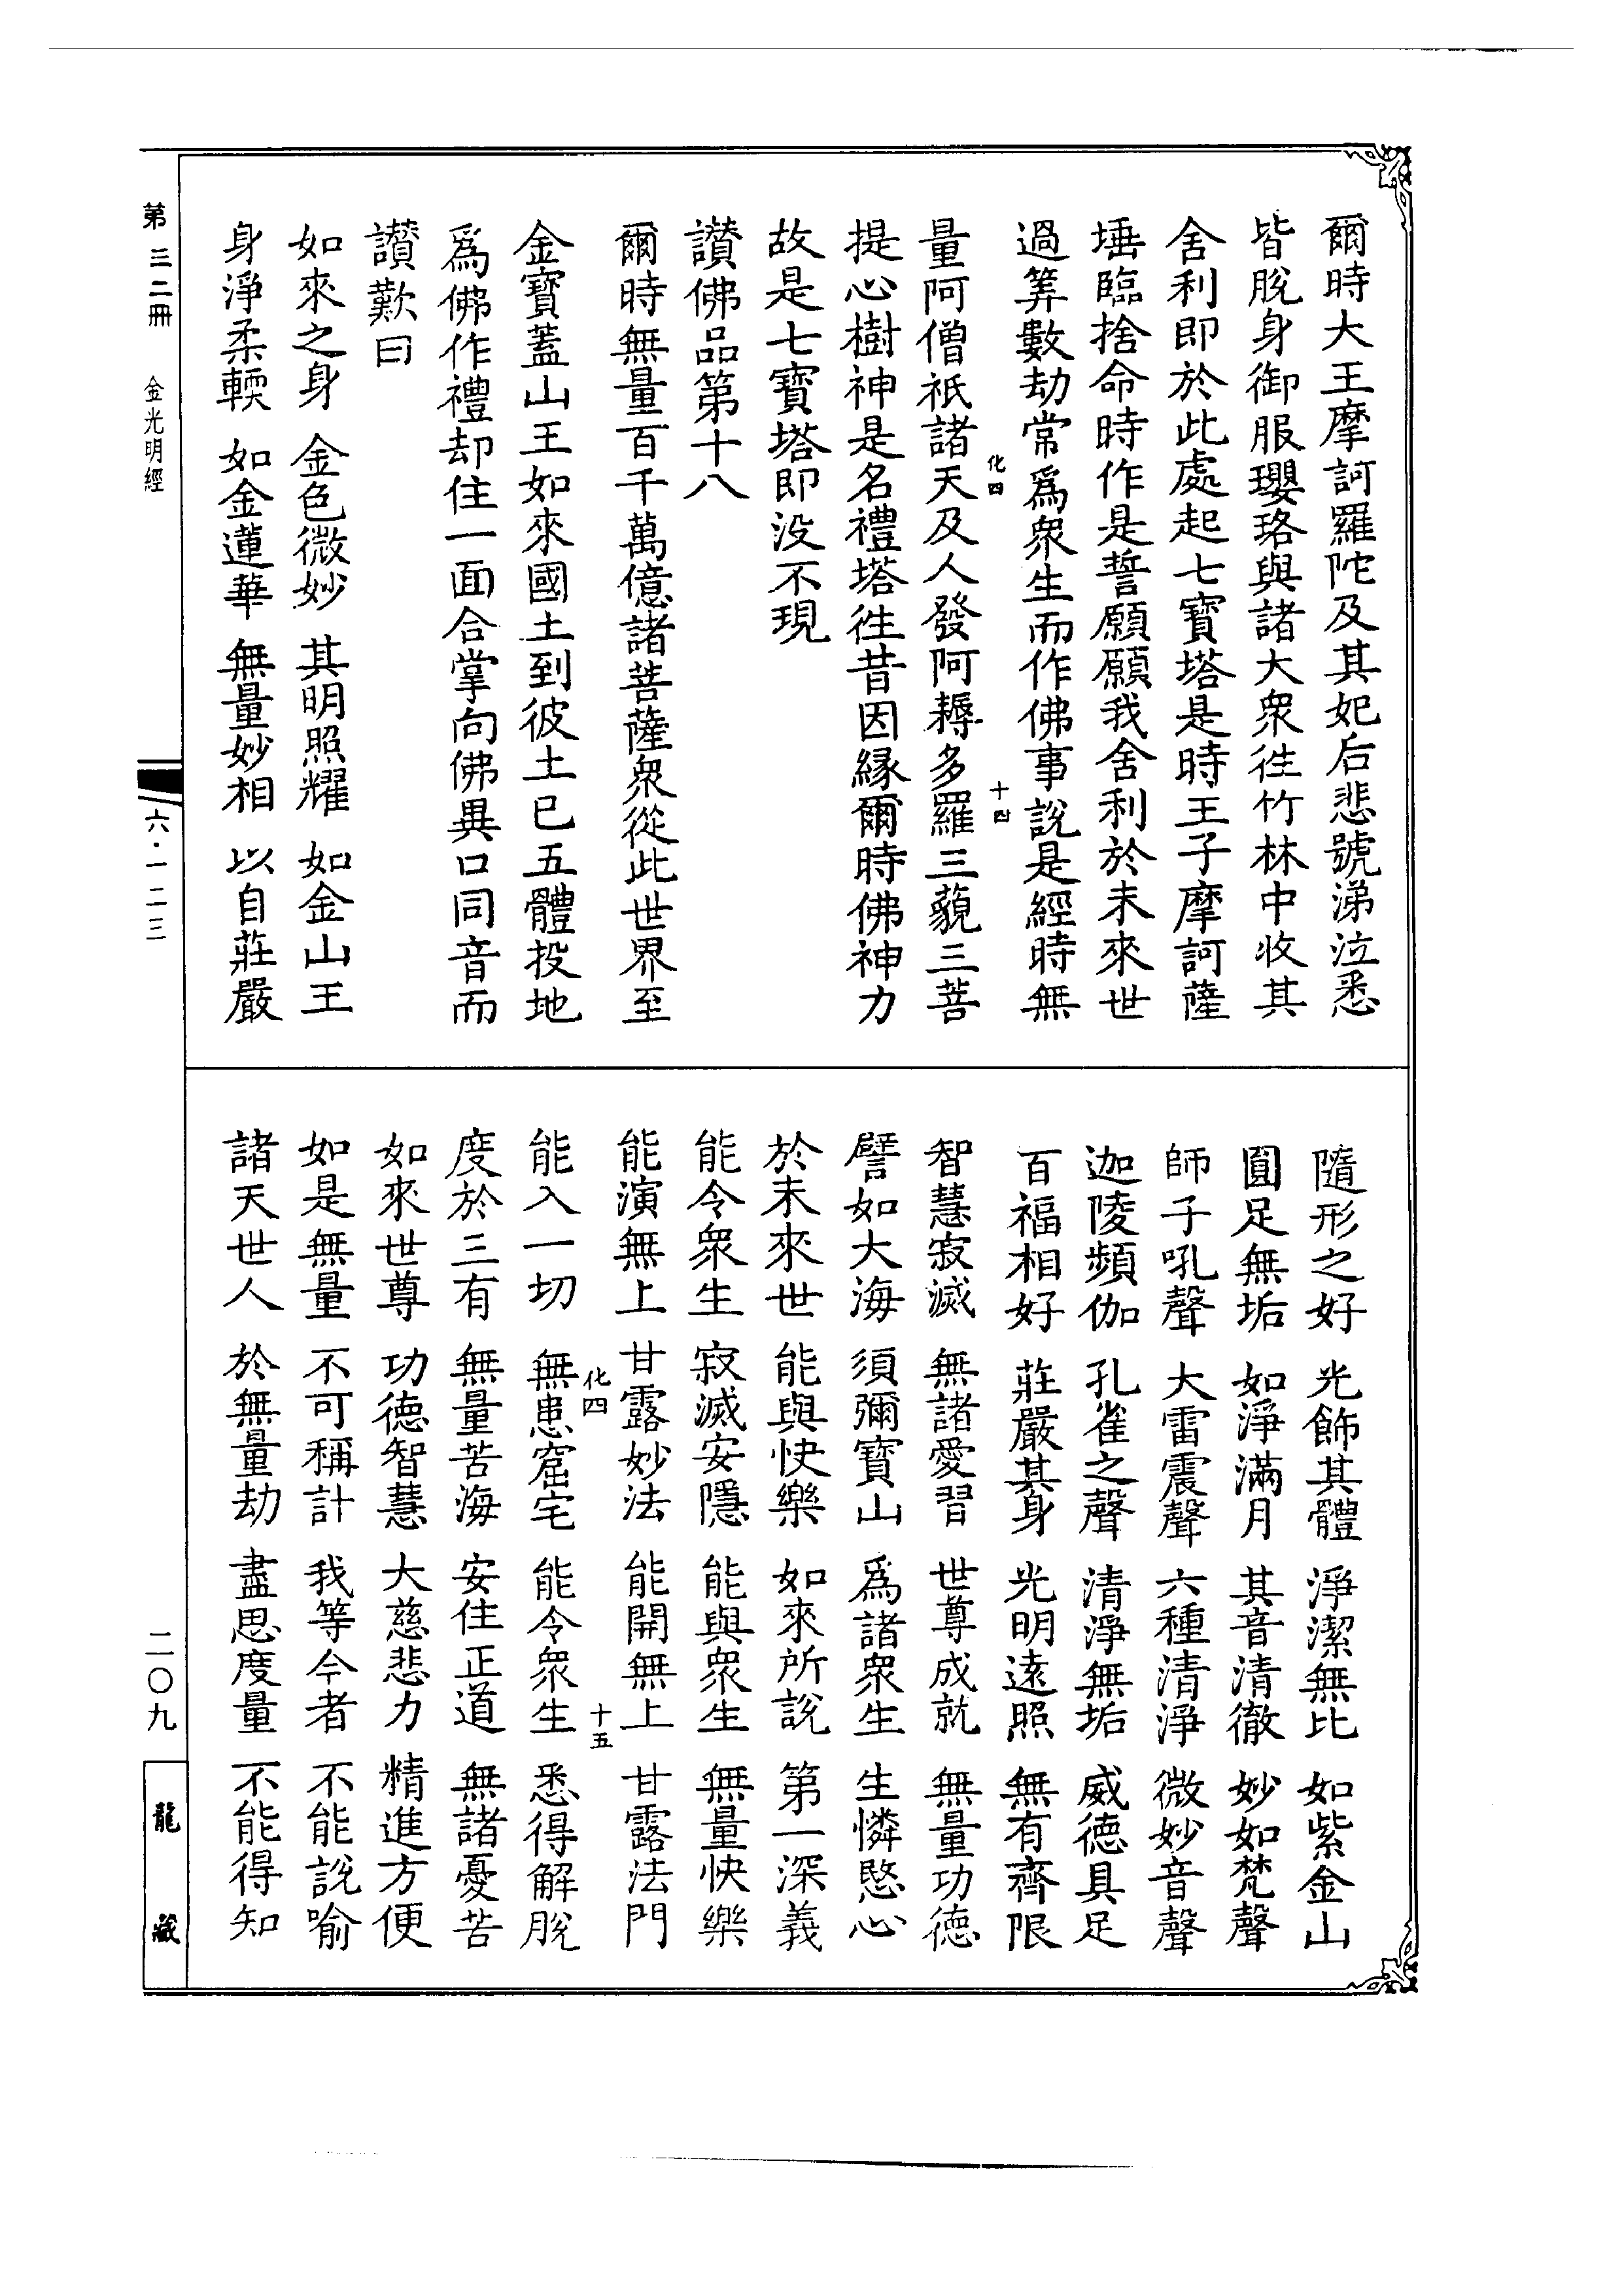 爾時大王摩訶羅陀及其妃后悲號涕泣悉
皆脫身御服瓔珞與諸大衆徃竹林中收其
舍利即於此處起七寶塔是時王子摩訶薩
埵臨捨命時作是誓願願我舍利於未來世
過筭數劫常爲衆生而作佛事說是經時無
化四
十四
量阿僧祇諸天及人發阿耨多羅三藐三菩
提心樹神是名禮塔徃昔因緣爾時佛神力
故是七寶塔即没不現
讃佛品第十八
爾時無量百千萬億諸菩薩衆從此世界至
金寶蓋山王如來國土到彼土已五體投地
爲佛作禮却住一面合掌向佛異口同音而
讃歎曰
如來之身 金色微妙 其明照耀 如金山王
身淨柔輭 如金蓮華 無量妙相 以自莊嚴
隨形之好 光飾其體 淨潔無比 如紫金山
圓足無垢 如淨滿月 其音清徹 妙如梵聲
師子吼聲 大雷震聲 六種清淨 微妙音聲
迦陵頻伽 孔雀之聲 清淨無垢 威德具足
百福相好 莊嚴其身 光明遠照 無有齊限
智慧寂滅 無諸愛習 世尊成就 無量功德
譬如大海 須彌寶山 爲諸衆生 生憐愍心
於未來世 能與快樂 如來所說 第一深義
能令衆生 寂滅安隱 能與衆生 無量快樂
能演無上 甘露妙法 能開無上 甘露法門
化四
十五
能入一切 無患窟宅 能令衆生 悉得解脫
度於三有 無量苦海 安住正道 無諸憂苦
如來世尊 功德智慧 大慈悲力 精進方便
如是無量 不可稱計 我等今者 不能說喻
諸天世人 於無量劫 盡思度量 不能得知
第三二冊 金光明經
六·一二三
二〇九
龍藏